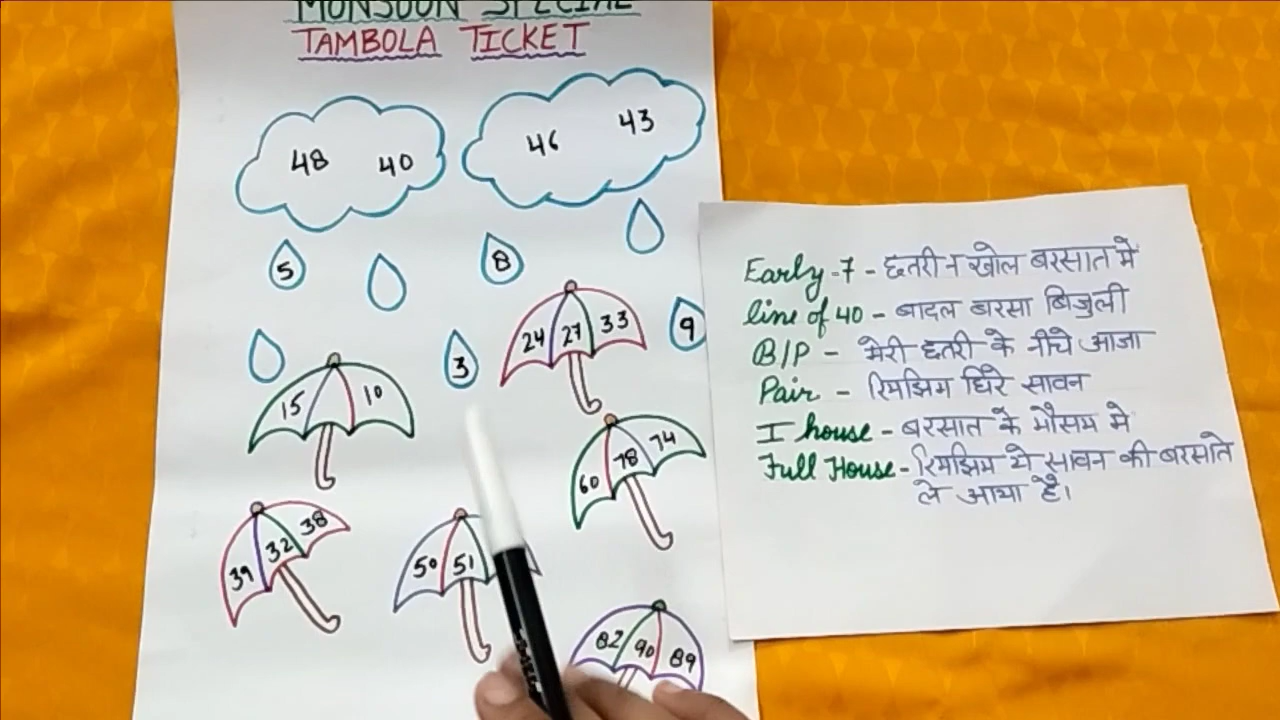 MONSOON SPECIAL
TAMBOLA TICKET
48 40
46 43
5
8
9
3
24 27 33
15 10
60 78 74
39 32 38
50 51
82 90 89
Early-7 - छतरी न खोल बरसात में
line of 40 - बादल बरसा बिजुली
B/P - मेरी छतरी के नीचे आजा
Pair - रिमझिम घिरे सावन
I house - बरसात के मौसम मे
Full House - रिमझिम ये सावन की बरसाते
ले आया है।